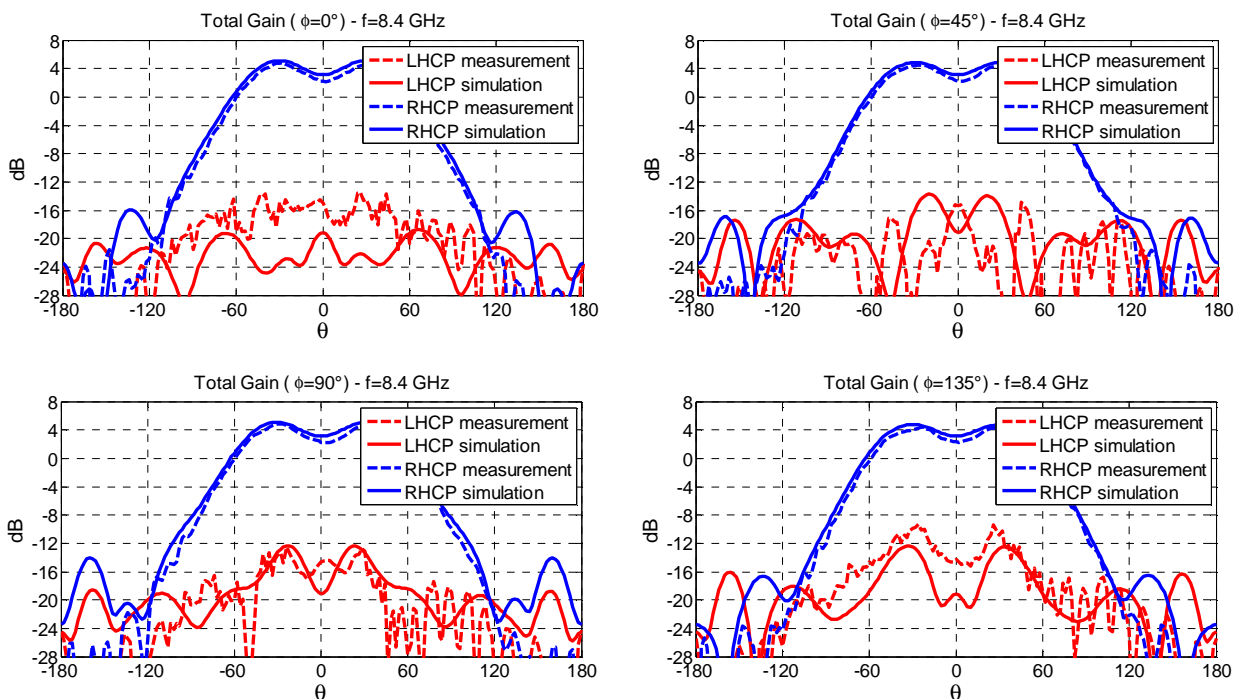 Total Gain ( ϕ=0°) - f=8.4 GHz
8
4
0
-4
-8
-12
-16
-20
-24
-28
dB
-180 -120 -60 0 60 120 180
θ
LHCP measurement
LHCP simulation
RHCP measurement
RHCP simulation
Total Gain ( ϕ=45°) - f=8.4 GHz
8
4
0
-4
-8
-12
-16
-20
-24
-28
dB
-180 -120 -60 0 60 120 180
θ
LHCP measurement
LHCP simulation
RHCP measurement
RHCP simulation
Total Gain ( ϕ=90°) - f=8.4 GHz
8
4
0
-4
-8
-12
-16
-20
-24
-28
dB
-180 -120 -60 0 60 120 180
θ
LHCP measurement
LHCP simulation
RHCP measurement
RHCP simulation
Total Gain ( ϕ=135°) - f=8.4 GHz
8
4
0
-4
-8
-12
-16
-20
-24
-28
dB
-180 -120 -60 0 60 120 180
θ
LHCP measurement
LHCP simulation
RHCP measurement
RHCP simulation